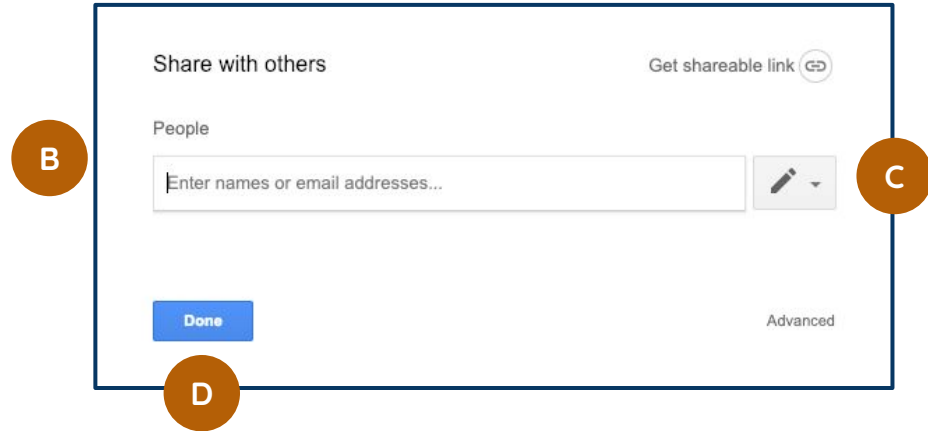 Share with others
Get shareable link
People
B
Enter names or email addresses...
C
Done
Advanced
D